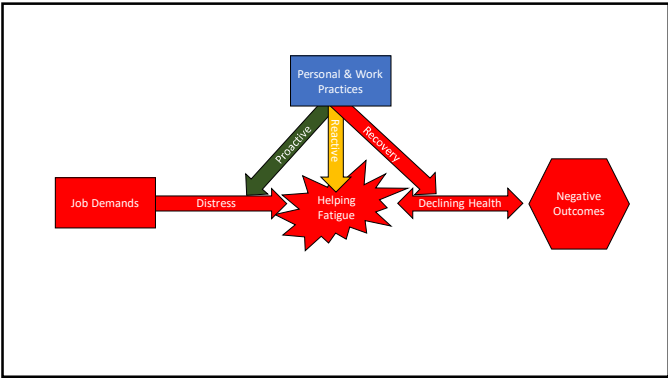 Personal & Work
Practices
Proactive
Reactive
Recovery
Job Demands
Distress
Helping
Fatigue
Declining Health
Negative
Outcomes